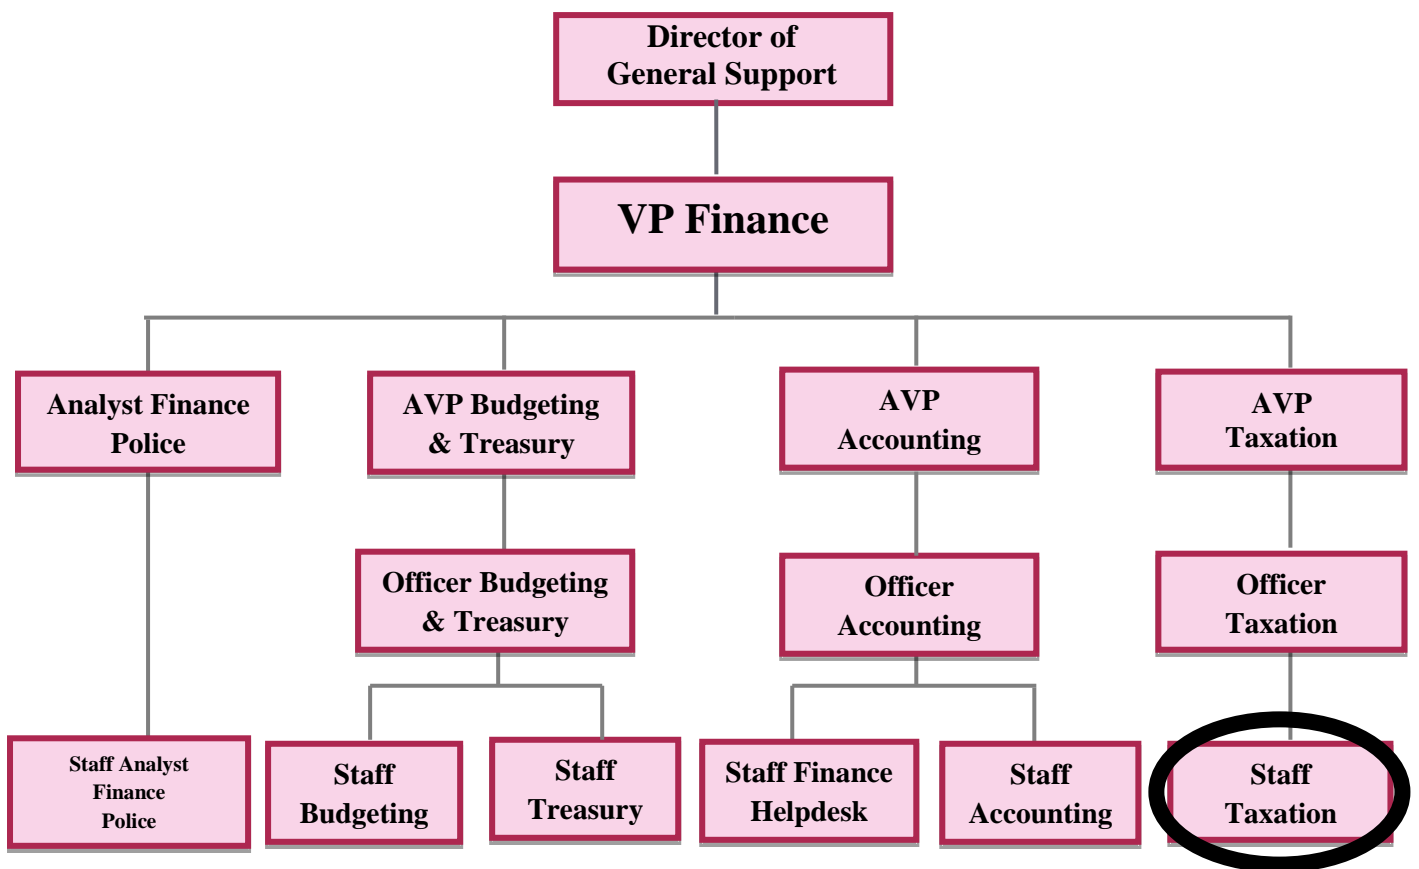 Director of
General Support
VP Finance
Analyst Finance
Police
AVP Budgeting
& Treasury
AVP
Accounting
AVP
Taxation
Officer Budgeting
& Treasury
Officer
Accounting
Officer
Taxation
Staff Analyst
Finance
Police
Staff
Budgeting
Staff
Treasury
Staff Finance
Helpdesk
Staff
Accounting
Staff
Taxation